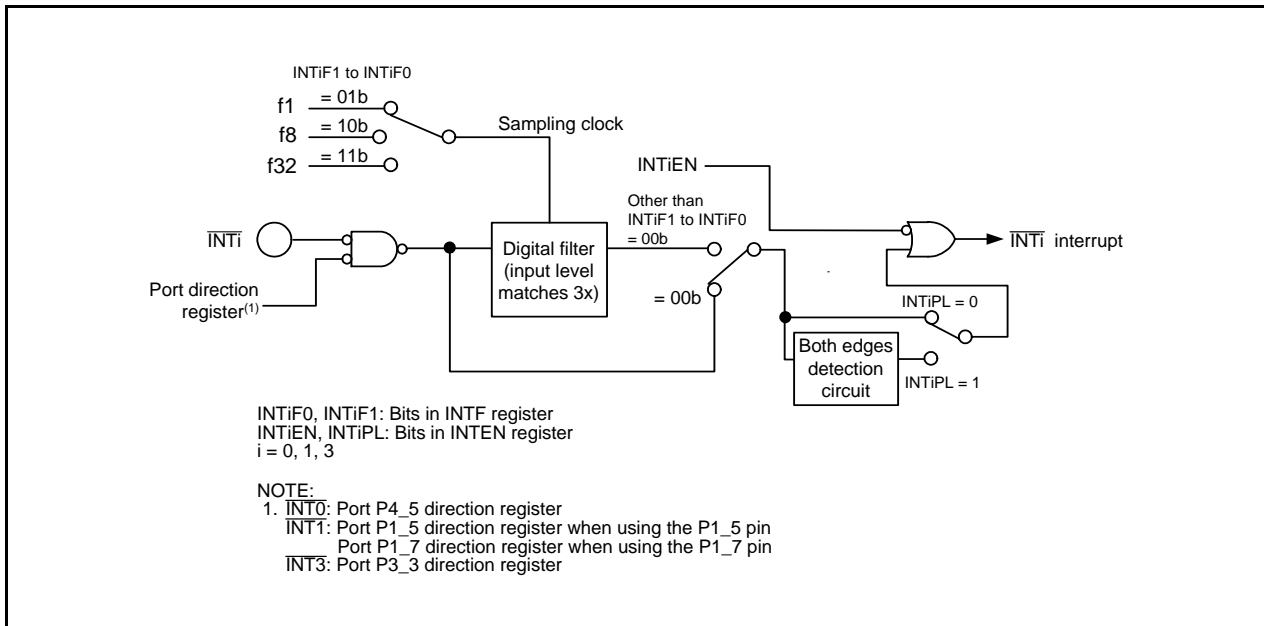 INTiF1 to INTiF0
f1 = 01b
f8 = 10b
f32 = 11b
Sampling clock
INTiEN
Other than
INTiF1 to INTiF0
= 00b
INTi
Digital filter
(input level
matches 3x)
INTi interrupt
Port direction
register(1)
= 00b
INTiPL = 0
Both edges
detection
circuit
INTiPL = 1
INTiF0, INTiF1: Bits in INTF register
INTiEN, INTiPL: Bits in INTEN register
i = 0, 1, 3
NOTE:
1. INT0: Port P4_5 direction register
INT1: Port P1_5 direction register when using the P1_5 pin
Port P1_7 direction register when using the P1_7 pin
INT3: Port P3_3 direction register